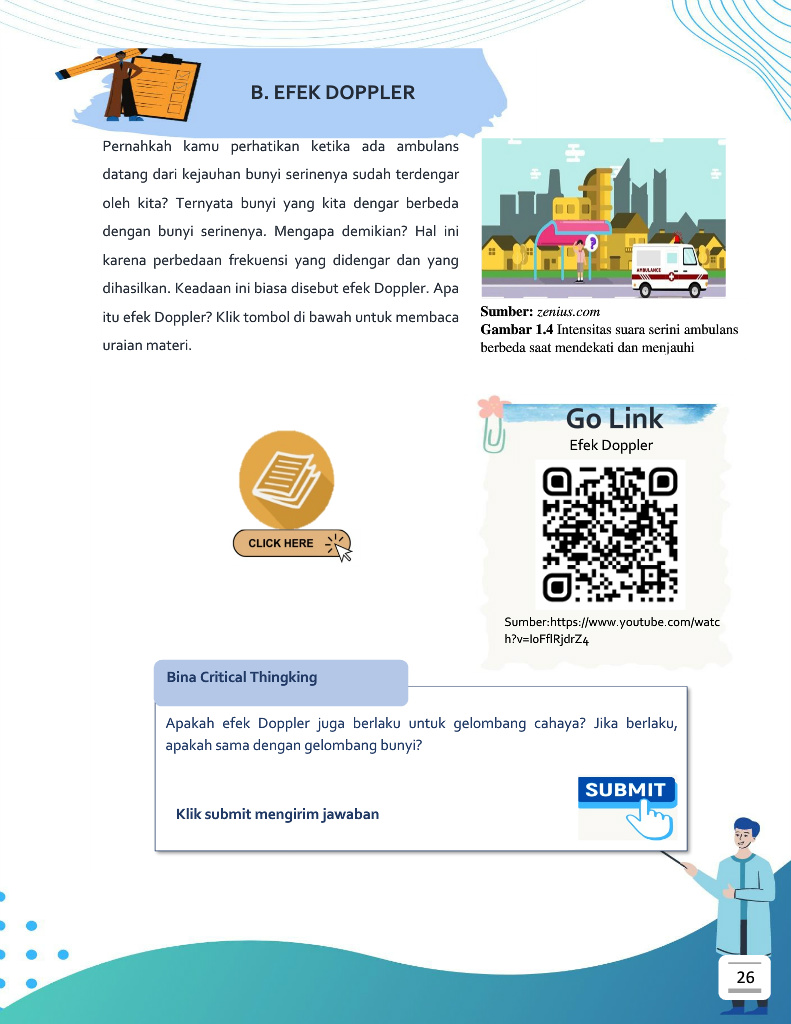 B. EFEK DOPPLER
Pernahkah kamu perhatikan ketika ada ambulans
datang dari kejauhan bunyi serinenya sudah terdengar
oleh kita? Ternyata bunyi yang kita dengar berbeda
dengan bunyi serinenya. Mengapa demikian? Hal ini
karena perbedaan frekuensi yang didengar dan yang
dihasilkan. Keadaan ini biasa disebut efek Doppler. Apa
itu efek Doppler? Klik tombol di bawah untuk membaca
uraian materi.
AMBULANCE
?
Sumber: zenius.com
Gambar 1.4 Intensitas suara serini ambulans
berbeda saat mendekati dan menjauhi
CLICK HERE
Go Link
Efek Doppler
Sumber:https://www.youtube.com/watc
h?v=IoFflRjdrZ4
Bina Critical Thingking
Apakah efek Doppler juga berlaku untuk gelombang cahaya? Jika berlaku,
apakah sama dengan gelombang bunyi?
SUBMIT
Klik submit mengirim jawaban
26